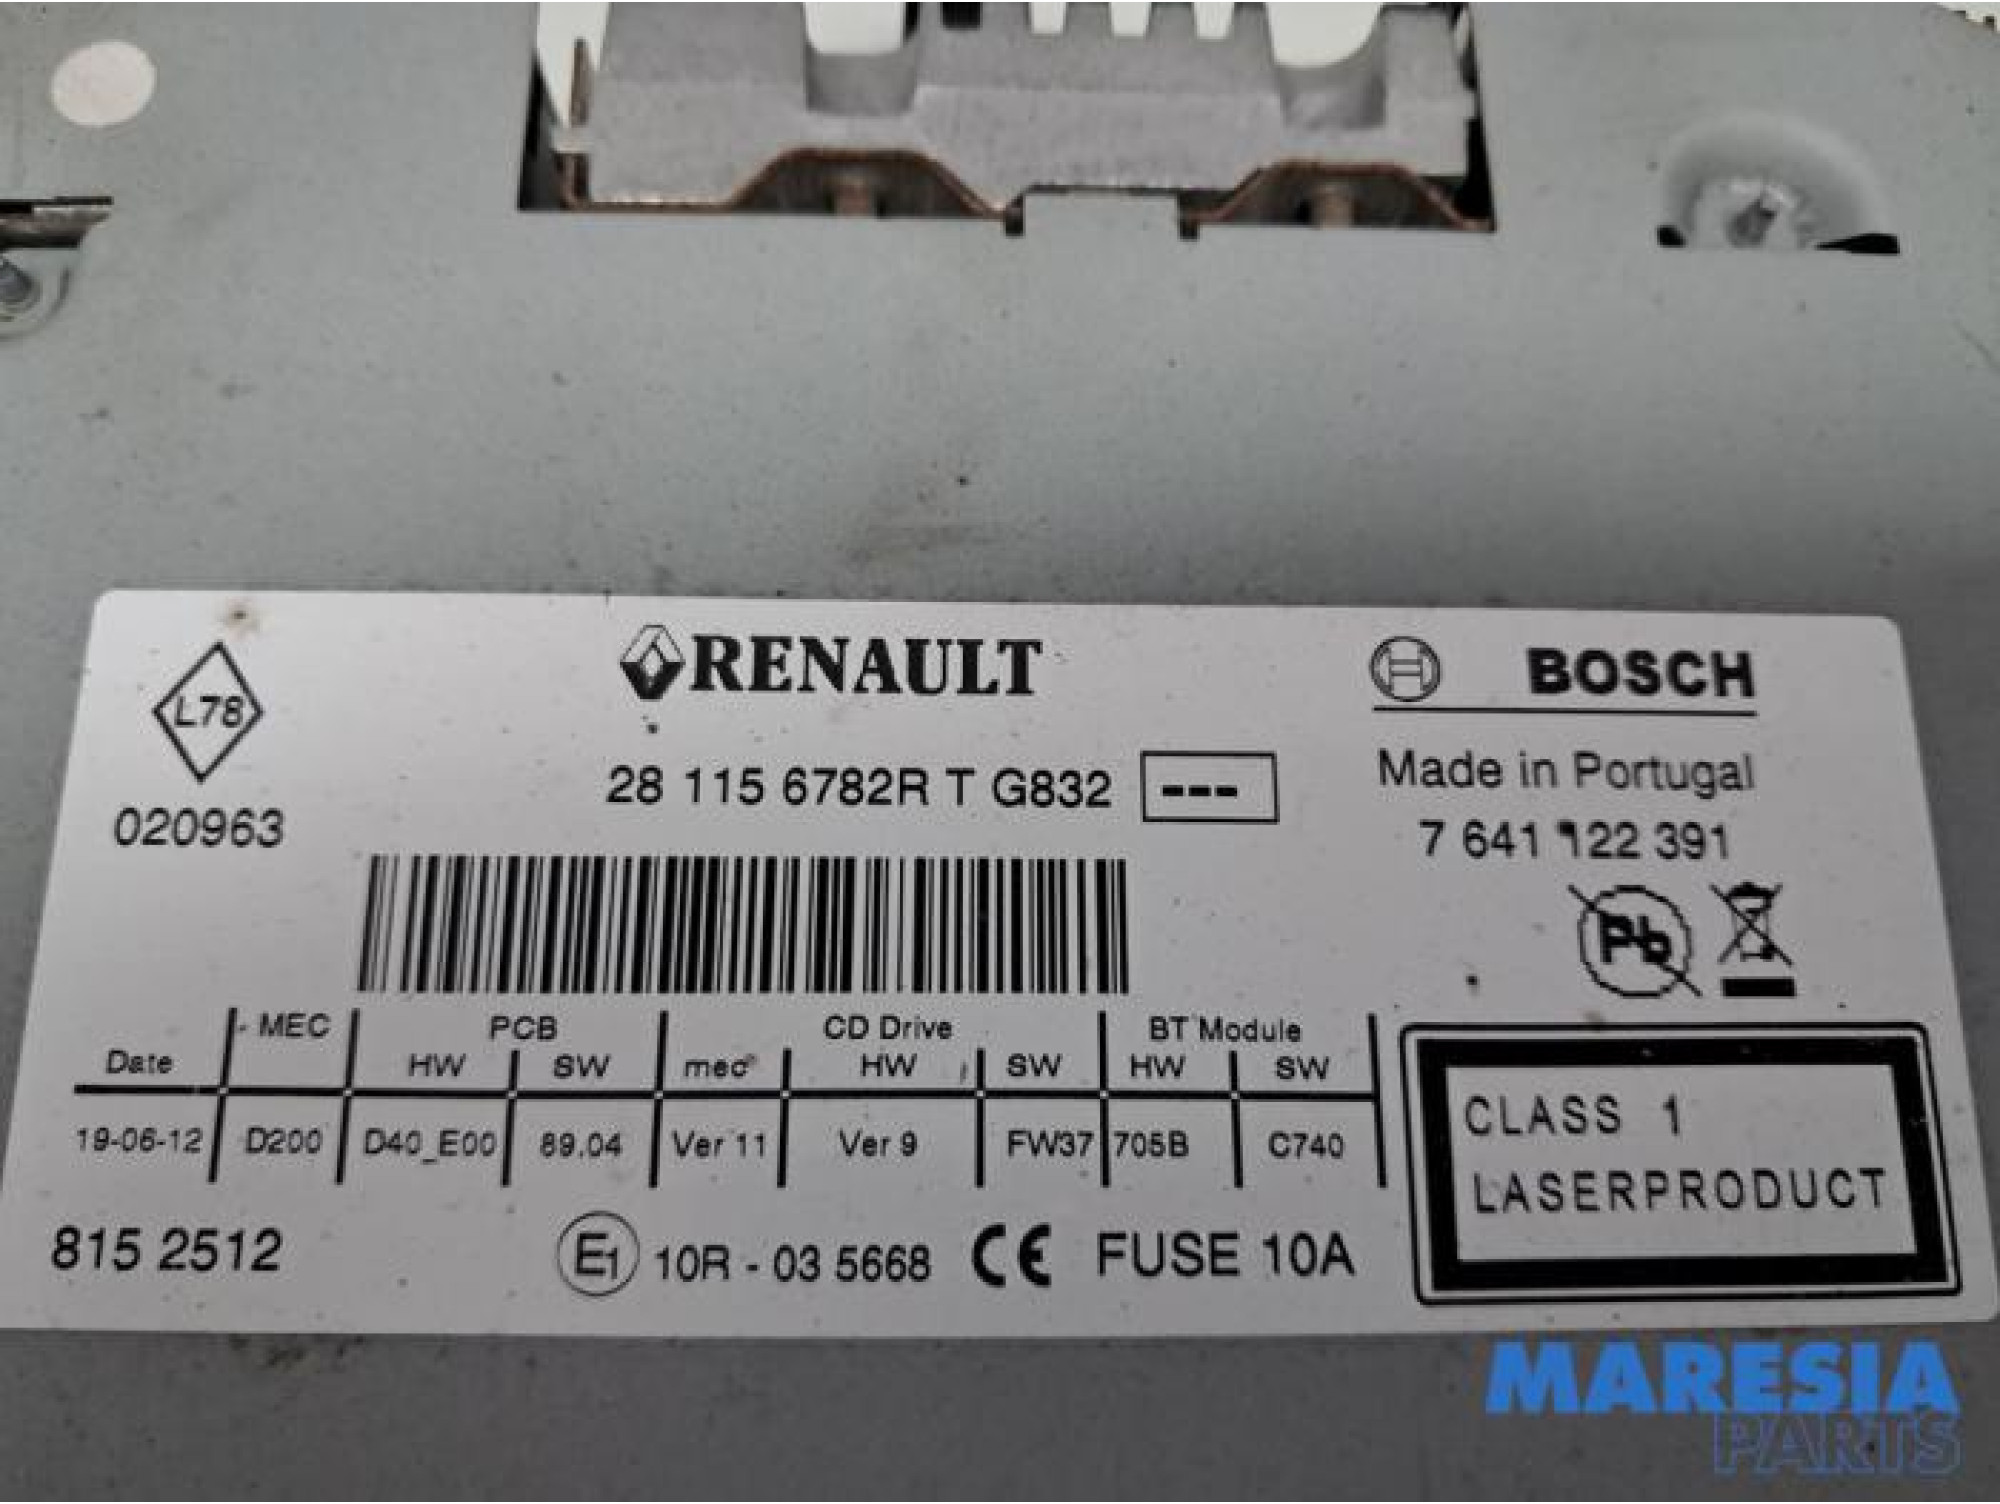 L78
RENAULT
BOSCH
28 115 6782R T G832 ---
Made in Portugal
020963
7 641 122 391
Pb
MEC PCB CD Drive BT Module
Date HW SW mec HW SW HW SW
19-06-12 D200 D40_E00 89.04 Ver 11 Ver 9 FW37 705B C740
CLASS 1
LASERPRODUCT
815 2512 E1 10R - 03 5668 CE FUSE 10A
MARESIA
PARTS